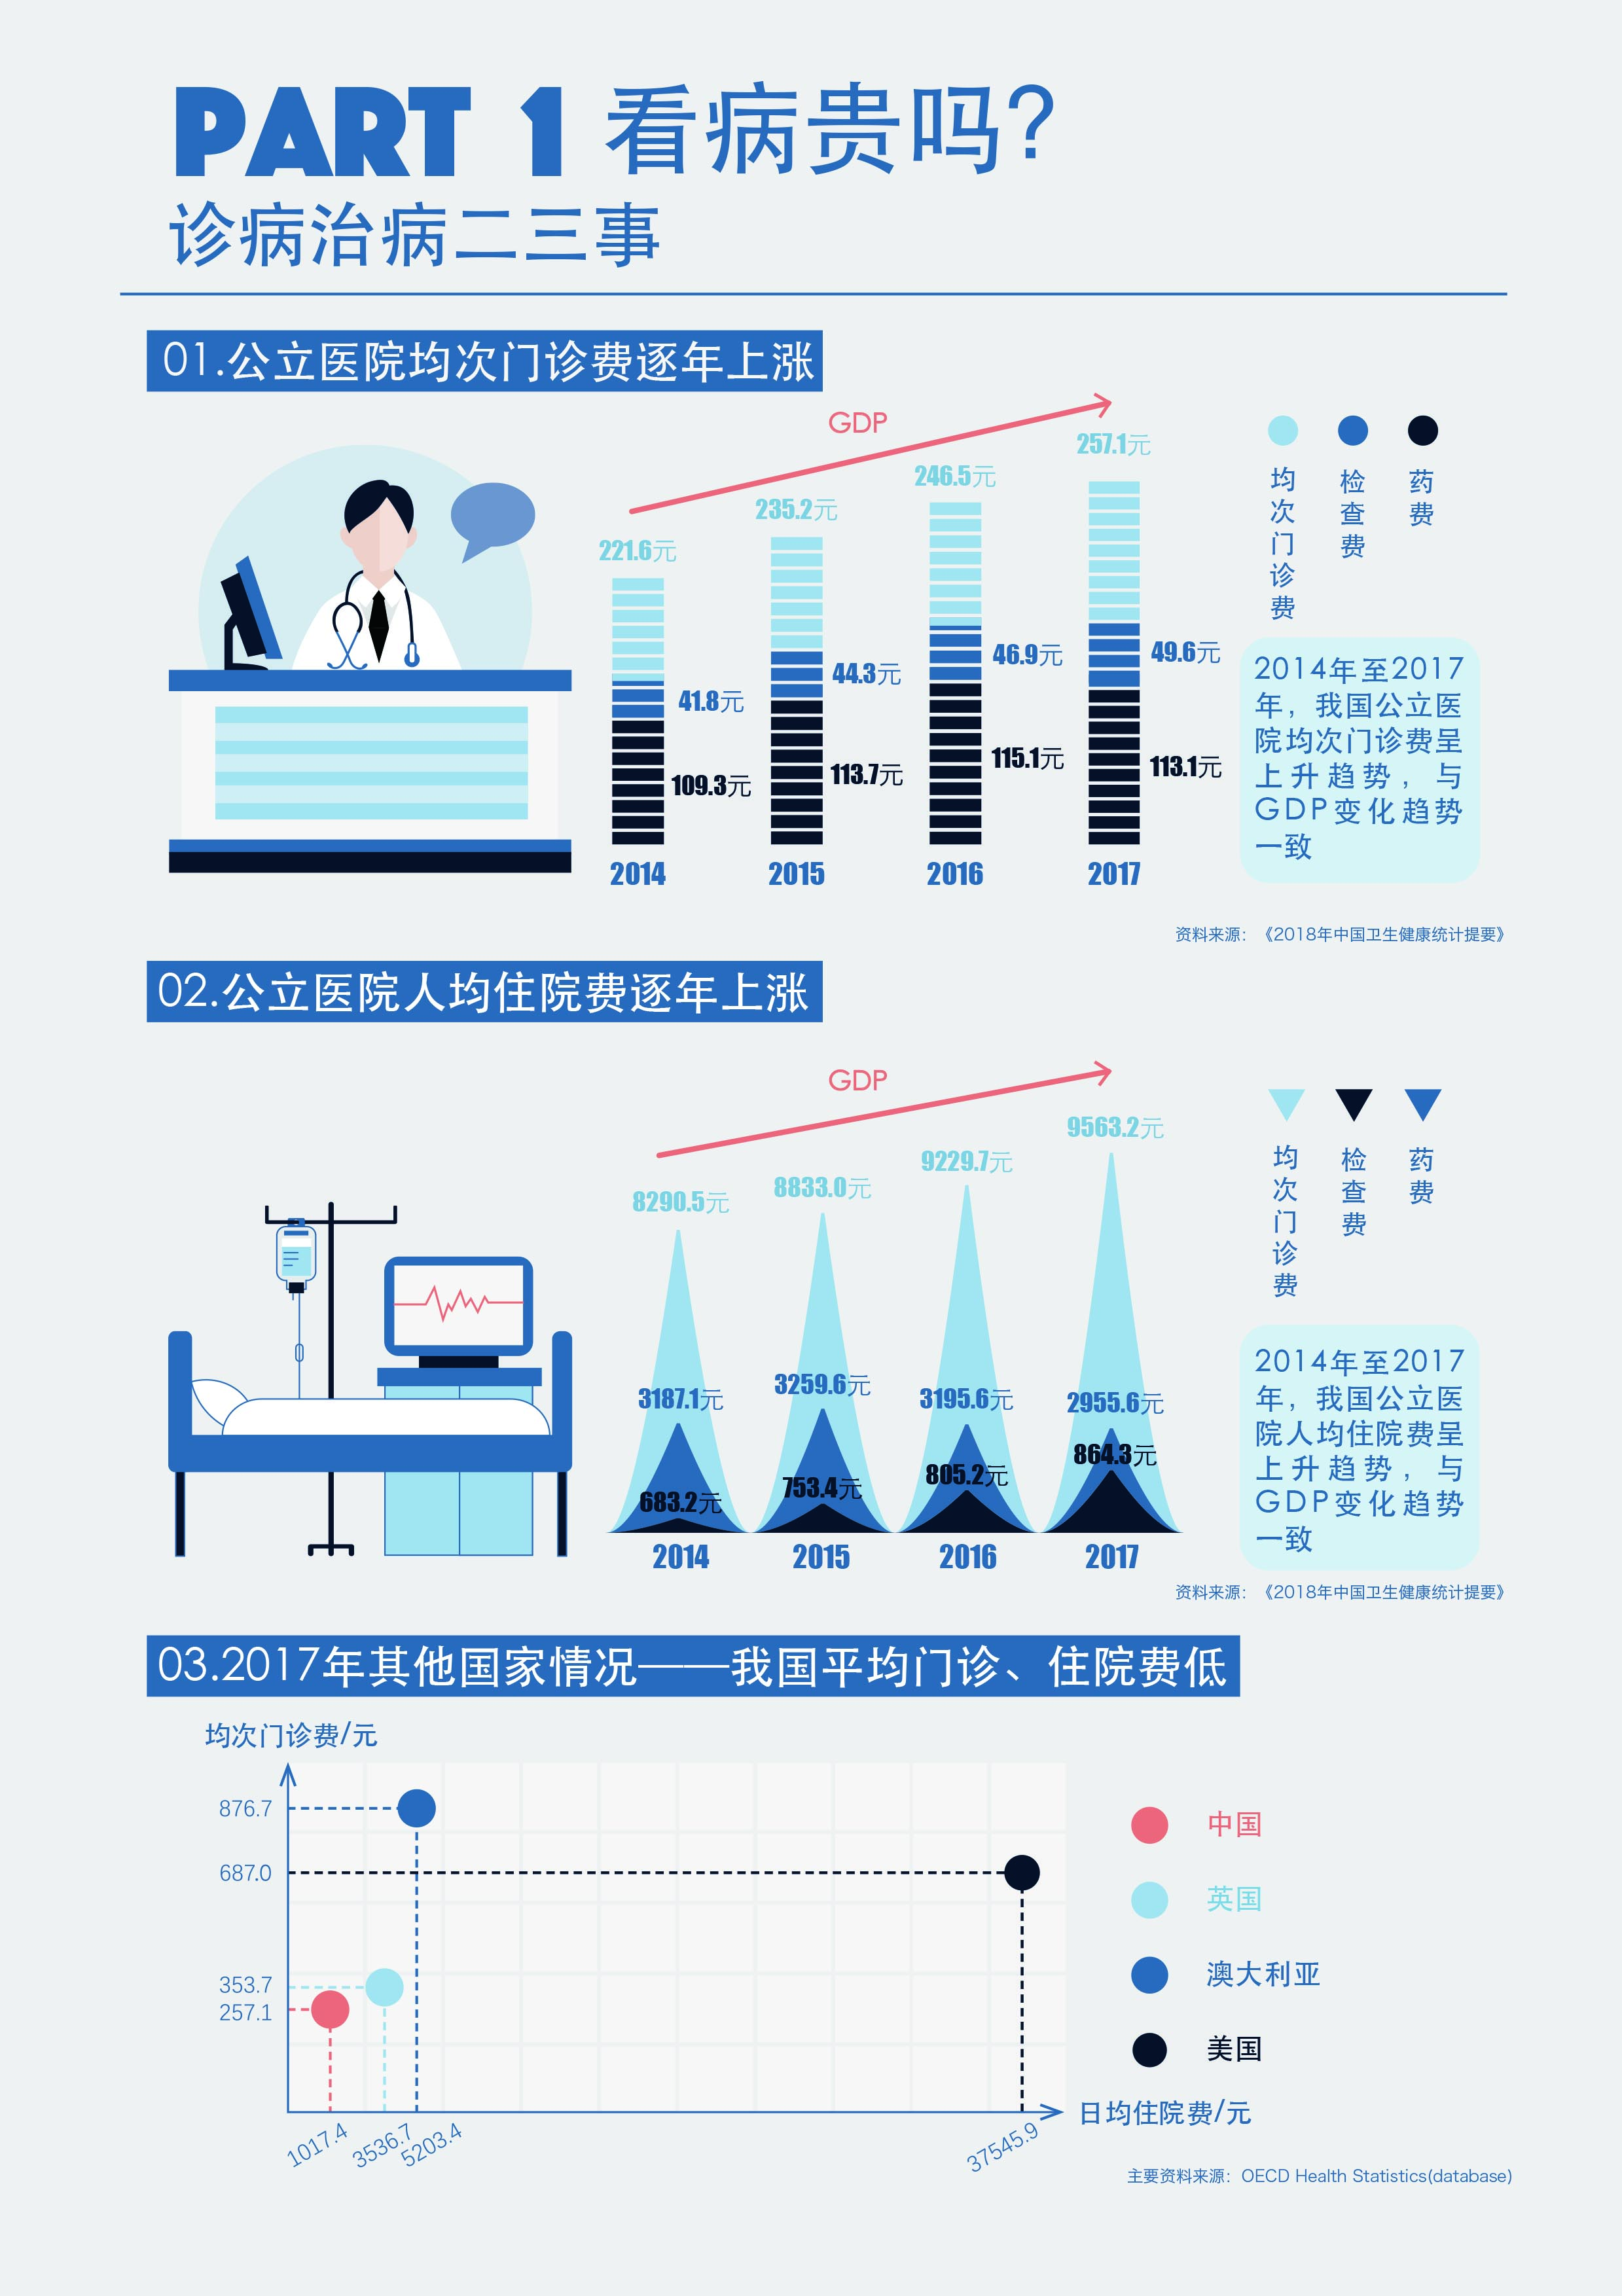 PART 1 看病贵吗?
诊病治病二三事
01.公立医院均次门诊费逐年上涨
GDP
221.6元
235.2元
246.5元
257.1元
41.8元
44.3元
46.9元
49.6元
109.3元
113.7元
115.1元
113.1元
2014
2015
2016
2017
均次门诊费
检查费
药费
2014年至2017
年，我国公立医
院均次门诊费呈
上升趋势，与
GDP变化趋势
一致
资料来源：《2018年中国卫生健康统计提要》
02.公立医院人均住院费逐年上涨
GDP
8290.5元
8833.0元
9229.7元
9563.2元
3187.1元
3259.6元
3195.6元
2955.6元
683.2元
753.4元
805.2元
864.3元
2014
2015
2016
2017
均次门诊费
检查费
药费
2014年至2017
年，我国公立医
院人均住院费呈
上升趋势，与
GDP变化趋势
一致
资料来源：《2018年中国卫生健康统计提要》
03.2017年其他国家情况——我国平均门诊、住院费低
均次门诊费/元
876.7
687.0
353.7
257.1
1017.4
3536.7
5203.4
37545.9
日均住院费/元
中国
英国
澳大利亚
美国
主要资料来源：OECD Health Statistics(database)